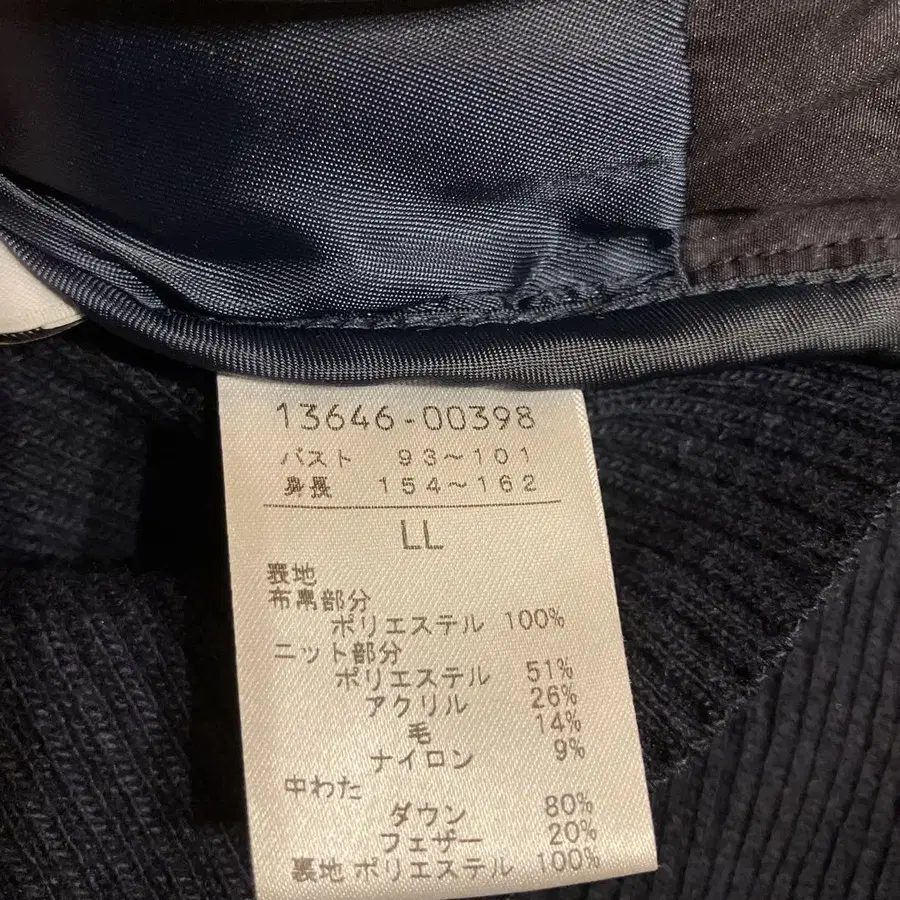 13646-00398
バスト 93～101
身長 154～162
LL
表地
布帛部分
ポリエステル 100%
ニット部分
ポリエステル 51%
アクリル 26%
毛 14%
ナイロン 9%
中わた
ダウン 80%
フェザー 20%
裏地 ポリエステル 100%